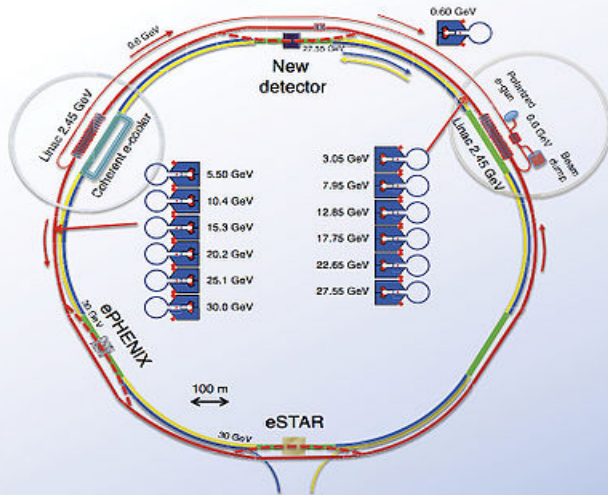 0.60 GeV
0.6 GeV
27.55 GeV
New
detector
Linac 2.45 GeV
Coherent e-cooler
Polarized
e-gun
0.6 GeV
Beam
dump
Linac 2.45 GeV
5.50 GeV
10.4 GeV
15.3 GeV
20.2 GeV
25.1 GeV
30.0 GeV
3.05 GeV
7.95 GeV
12.85 GeV
17.75 GeV
22.65 GeV
27.55 GeV
30 GeV
ePHENIX
100 m
eSTAR
30 GeV